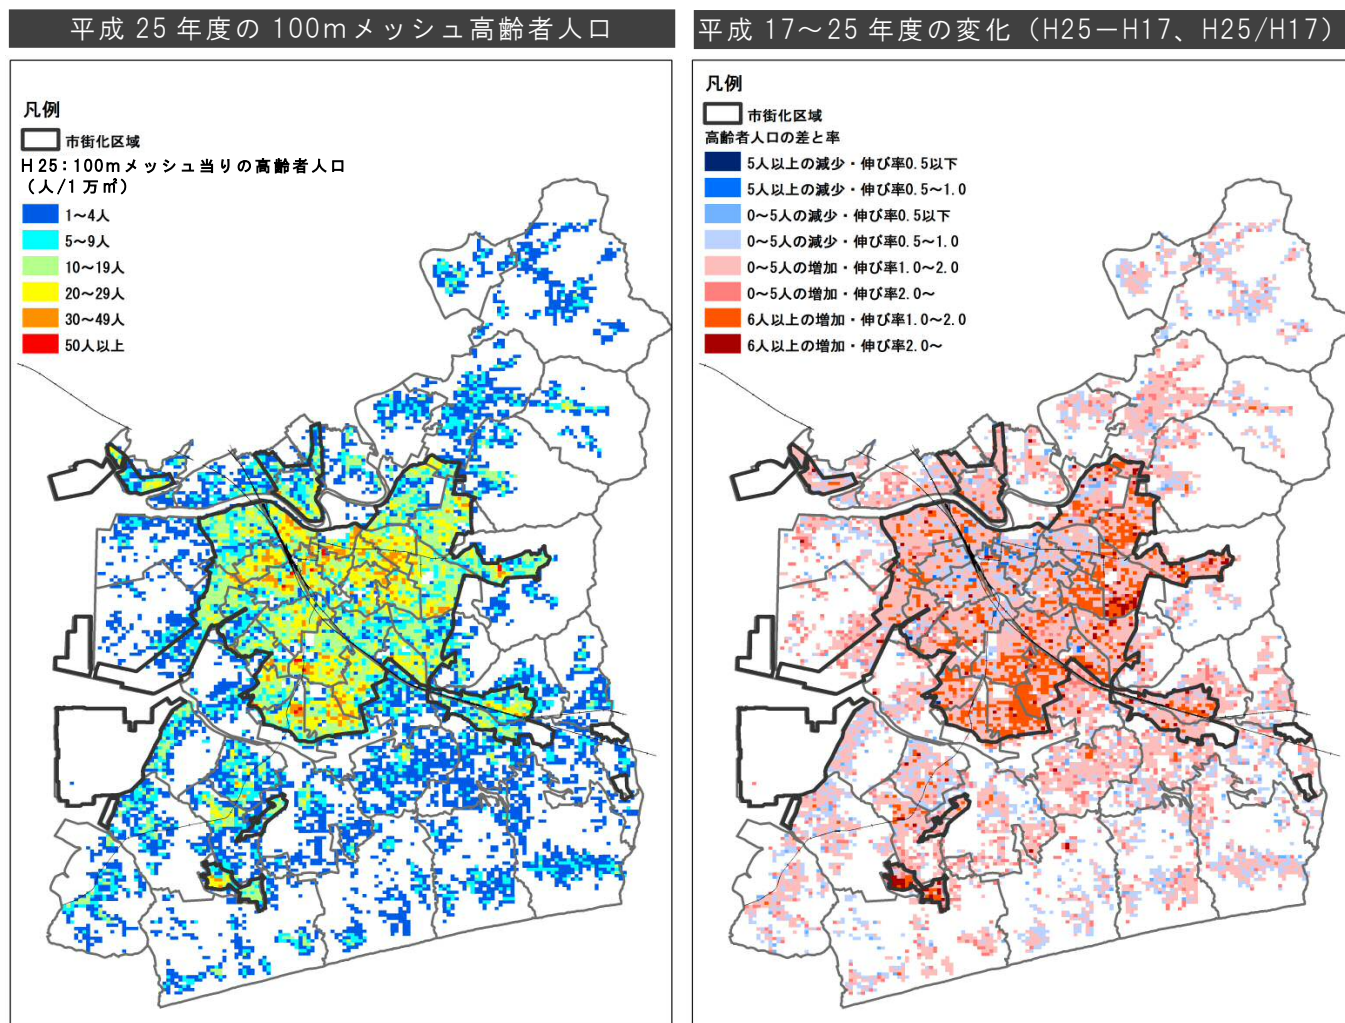 平成 25 年度の 100mメッシュ高齢者人口
凡例
市街化区域
H25:100mメッシュ当りの高齢者人口
（人/1万㎡）
1～4人
5～9人
10～19人
20～29人
30～49人
50人以上
平成 17～25 年度の変化（H25－H17、H25/H17）
凡例
市街化区域
高齢者人口の差と率
5人以上の減少・伸び率0.5以下
5人以上の減少・伸び率0.5～1.0
0～5人の減少・伸び率0.5以下
0～5人の減少・伸び率0.5～1.0
0～5人の増加・伸び率1.0～2.0
0～5人の増加・伸び率2.0～
6人以上の増加・伸び率1.0～2.0
6人以上の増加・伸び率2.0～